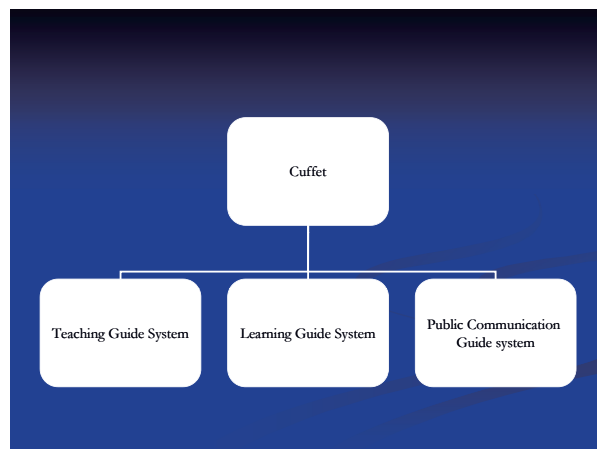 Cuffet
Teaching Guide System
Learning Guide System
Public Communication
Guide system